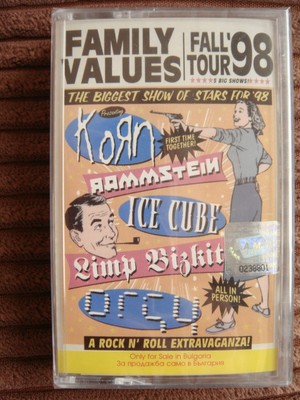 FAMILY VALUES
FALL '98 TOUR
★★★★5 BIG SHOWS!!★★★★
THE BIGGEST SHOW OF STARS FOR '98
KoЯn
FIRST TIME TOGETHER!
RAMMSTEIN
ICE CUBE
Limp Bizkit
0239801
orgy
ALL IN PERSON!
A ROCK N' ROLL EXTRAVAGANZA!
Only for Sale in Bulgaria
За продажба само в България